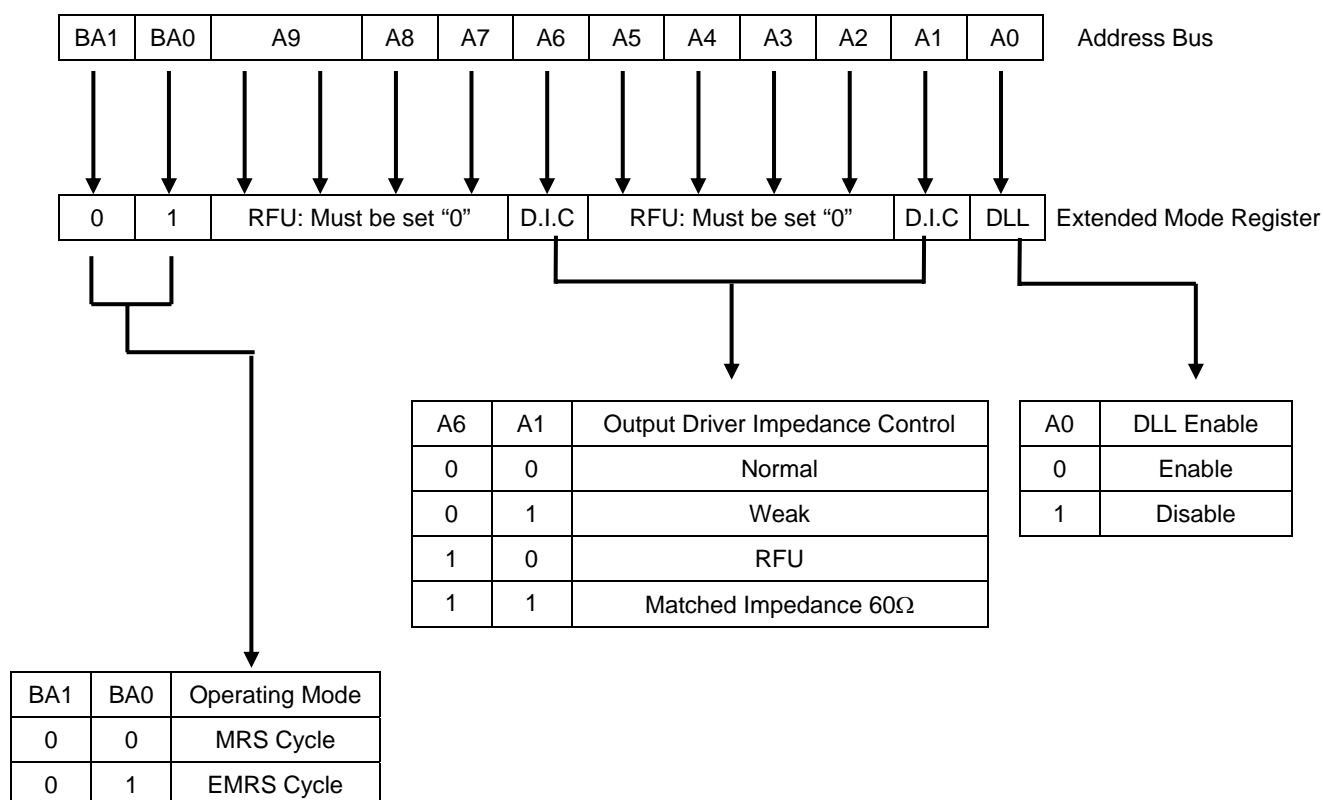 BA1 BA0 A9 A8 A7 A6 A5 A4 A3 A2 A1 A0 Address Bus
0 1 RFU: Must be set “0” D.I.C RFU: Must be set “0” D.I.C DLL Extended Mode Register
A6 A1 Output Driver Impedance Control
0 0 Normal
0 1 Weak
1 0 RFU
1 1 Matched Impedance 60Ω
A0 DLL Enable
0 Enable
1 Disable
BA1 BA0 Operating Mode
0 0 MRS Cycle
0 1 EMRS Cycle